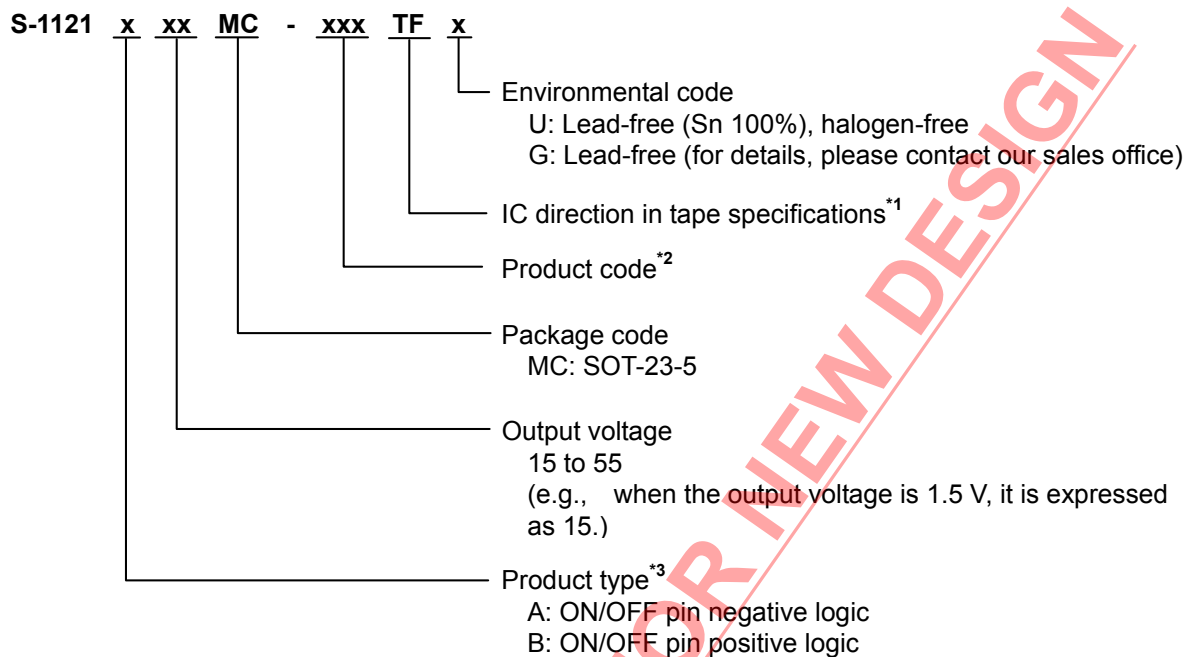 S-1121 x xx MC - xxx TF x
Environmental code
U: Lead-free (Sn 100%), halogen-free
G: Lead-free (for details, please contact our sales office)
IC direction in tape specifications*1
Product code*2
Package code
MC: SOT-23-5
Output voltage
15 to 55
(e.g., when the output voltage is 1.5 V, it is expressed
as 15.)
Product type*3
A: ON/OFF pin negative logic
B: ON/OFF pin positive logic
OR NEW DESIGN